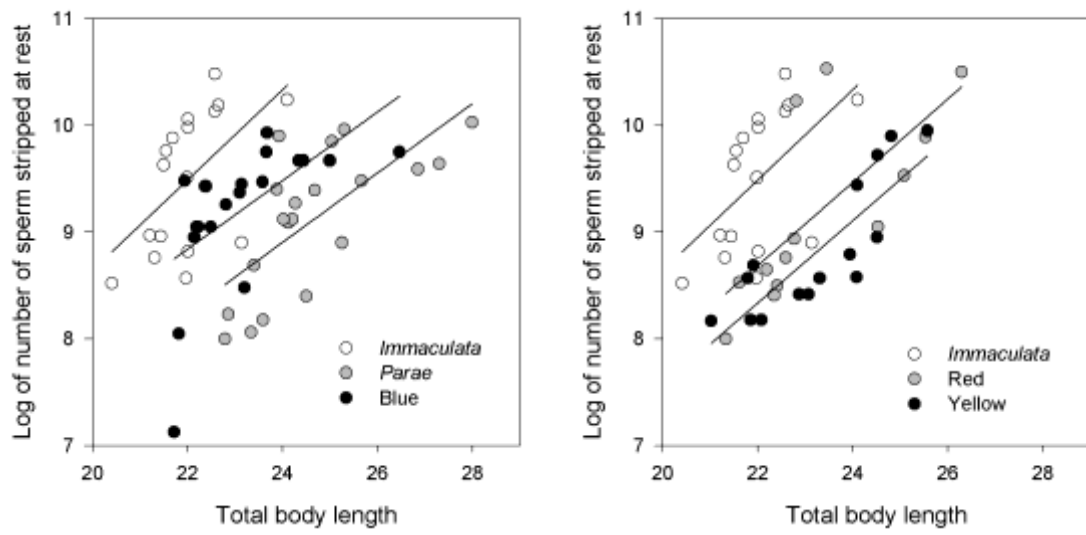 Log of number of sperm stripped at rest
11
10
9
8
7
20
22
24
26
28
Total body length
Immaculata
Parae
Blue
Log of number of sperm stripped at rest
11
10
9
8
7
20
22
24
26
28
Total body length
Immaculata
Red
Yellow